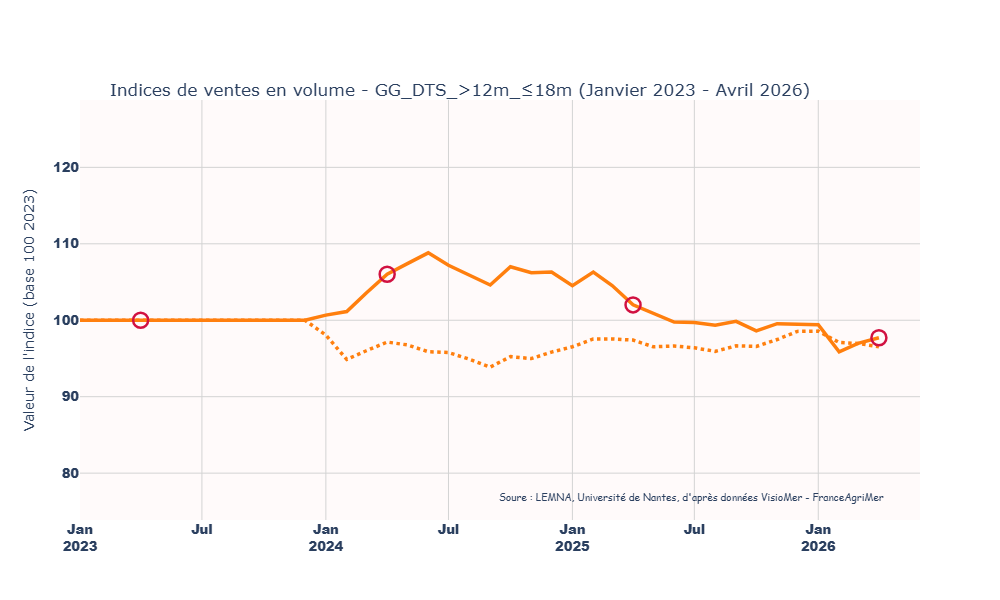 Indices de ventes en volume - GG_DTS_>12m_≤18m (Janvier 2023 - Avril 2026)
Valeur de l'indice (base 100 2023)
120
110
100
90
80
Soure : LEMNA, Université de Nantes, d'après données VisioMer - FranceAgriMer
Jan Jul Jan Jul Jan Jul Jan
2023 2024 2025 2026